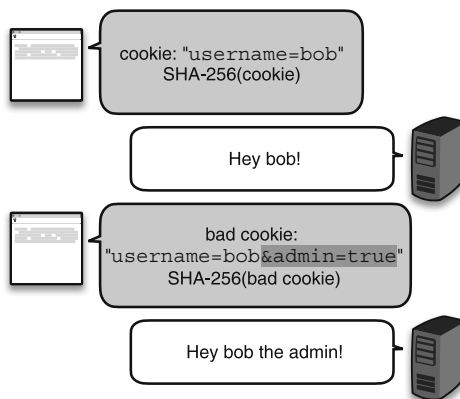 cookie: "username=bob"
SHA-256(cookie)
Hey bob!
bad cookie:
"username=bob&admin=true"
SHA-256(bad cookie)
Hey bob the admin!